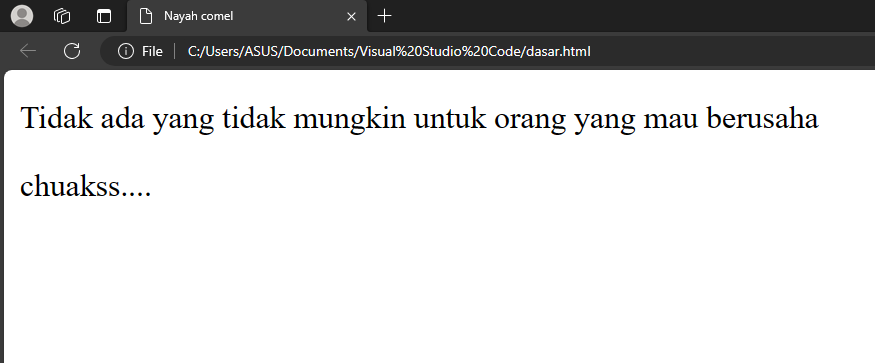 Nayah comel
File
C:/Users/ASUS/Documents/Visual%20Studio%20Code/dasar.html
Tidak ada yang tidak mungkin untuk orang yang mau berusaha
chuakss....